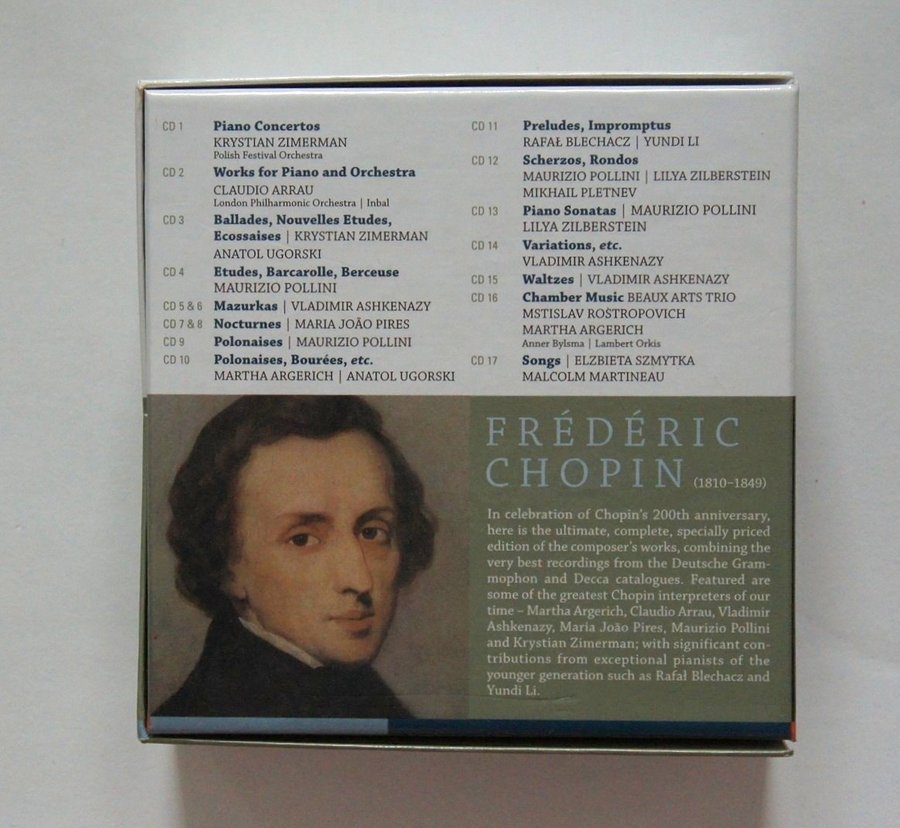 CD 1 Piano Concertos
KRYSTIAN ZIMERMAN
Polish Festival Orchestra
CD 2 Works for Piano and Orchestra
CLAUDIO ARRAU
London Philharmonic Orchestra | Inbal
CD 3 Ballades, Nouvelles Etudes,
Ecossaises | KRYSTIAN ZIMERMAN
ANATOL UGORSKI
CD 4 Etudes, Barcarolle, Berceuse
MAURIZIO POLLINI
CD 5 & 6 Mazurkas | VLADIMIR ASHKENAZY
CD 7 & 8 Nocturnes | MARIA JOÃO PIRES
CD 9 Polonaises | MAURIZIO POLLINI
CD 10 Polonaises, Bourées, etc.
MARTHA ARGERICH | ANATOL UGORSKI
CD 11 Preludes, Impromptus
RAFAŁ BLECHACZ | YUNDI LI
CD 12 Scherzos, Rondos
MAURIZIO POLLINI | LILYA ZILBERSTEIN
MIKHAIL PLETNEV
CD 13 Piano Sonatas | MAURIZIO POLLINI
LILYA ZILBERSTEIN
CD 14 Variations, etc.
VLADIMIR ASHKENAZY
CD 15 Waltzes | VLADIMIR ASHKENAZY
CD 16 Chamber Music BEAUX ARTS TRIO
MSTISLAV ROSTROPOVICH
MARTHA ARGERICH
Anner Bylsma | Lambert Orkis
CD 17 Songs | ELZBIETA SZMYTKA
MALCOLM MARTINEAU
FRÉDÉRIC
CHOPIN (1810–1849)
In celebration of Chopin's 200th anniversary,
here is the ultimate, complete, specially priced
edition of the composer's works, combining the
very best recordings from the Deutsche Gram-
mophon and Decca catalogues. Featured are
some of the greatest Chopin interpreters of our
time – Martha Argerich, Claudio Arrau, Vladimir
Ashkenazy, Maria João Pires, Maurizio Pollini
and Krystian Zimerman; with significant con-
tributions from exceptional pianists of the
younger generation such as Rafał Blechacz and
Yundi Li.